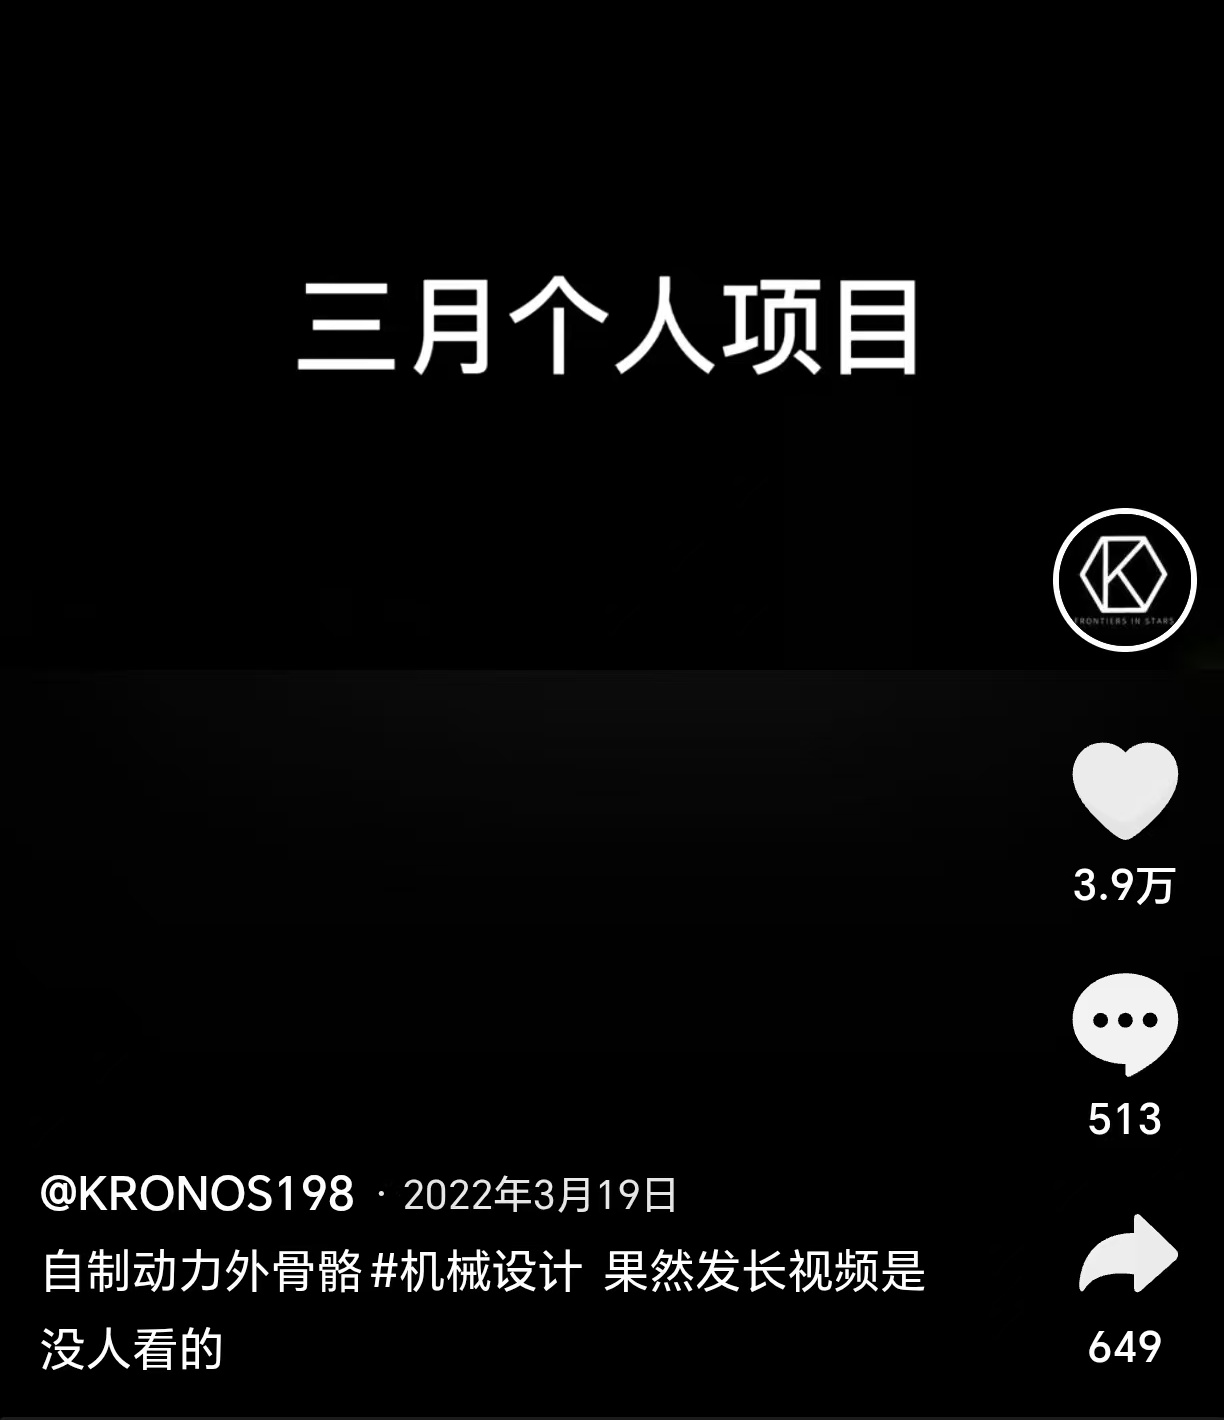 三月个人项目
K
FRONTIERS IN STARS
3.9万
513
@KRONOS198 · 2022年3月19日
自制动力外骨骼#机械设计 果然发长视频是
没人看的
649